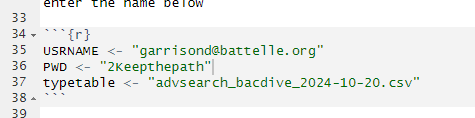 enter the name below
33
34 ```{r}
35 USRNAME <- "garrisond@battelle.org"
36 PWD <- "2Keepthepath"
37 typetable <- "advsearch_bacdive_2024-10-20.csv"
38 ```
39